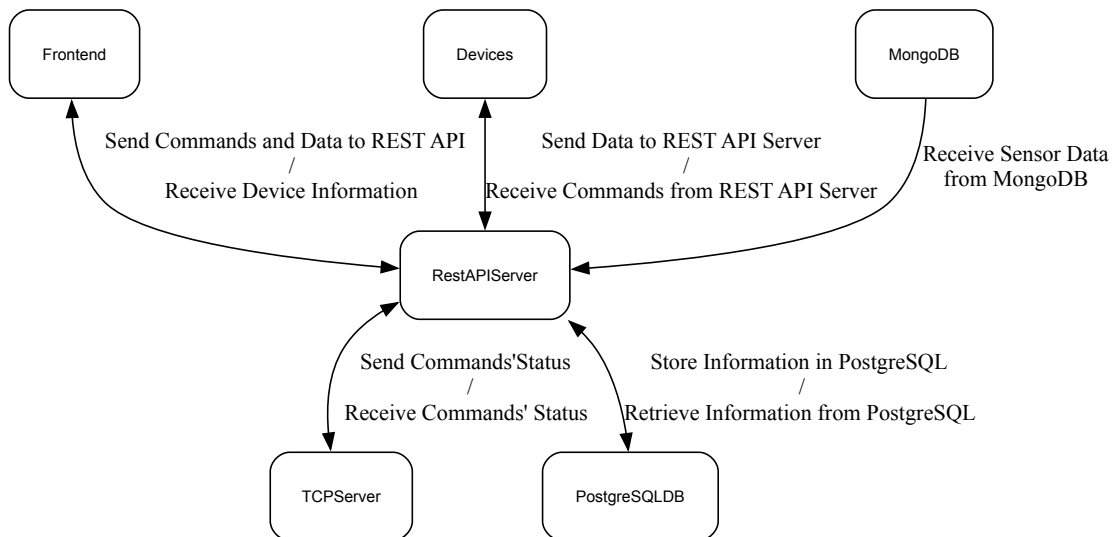 Frontend
Devices
MongoDB
Send Commands and Data to REST API
/
Receive Device Information
Send Data to REST API Server
/
Receive Commands from REST API Server
Receive Sensor Data
from MongoDB
RestAPIServer
Send Commands'Status
/
Receive Commands' Status
Store Information in PostgreSQL
/
Retrieve Information from PostgreSQL
TCPServer
PostgreSQLDB